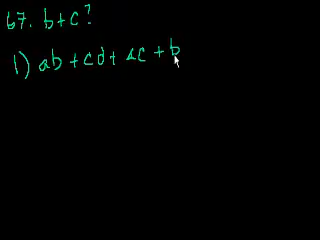 67. b+c?
1) ab + cd + ac + b